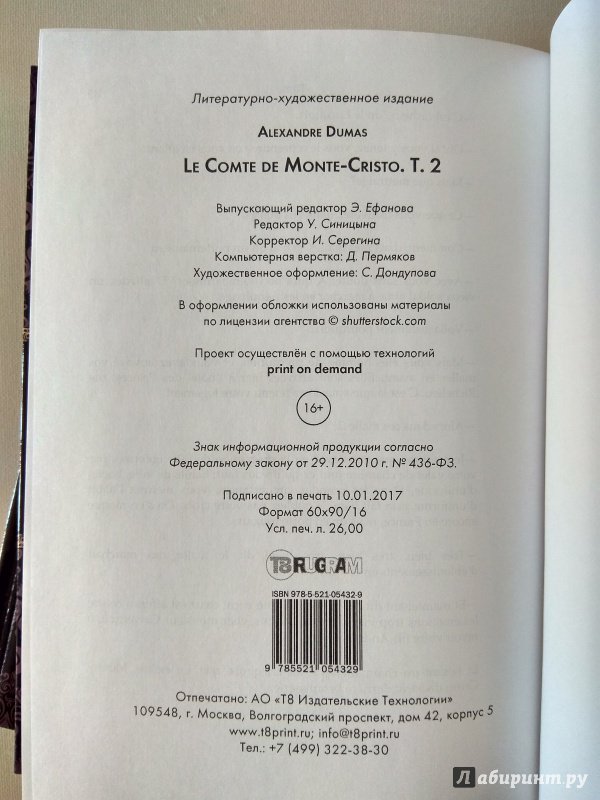 Литературно-художественное издание
Alexandre Dumas
Le Comte de Monte-Cristo. T. 2
Выпускающий редактор Э. Ефанова
Редактор У. Синицына
Корректор И. Серегина
Компьютерная верстка: Д. Пермяков
Художественное оформление: С. Дондупова
В оформлении обложки использованы материалы
по лицензии агентства © shutterstock.com
Проект осуществлён с помощью технологий
print on demand
16+
Знак информационной продукции согласно
Федеральному закону от 29.12.2010 г. № 436-ФЗ.
Подписано в печать 10.01.2017
Формат 60x90/16
Усл. печ. л. 26,00
T8RUGRAM
ISBN 978-5-521-05432-9
9 785521 054329
Отпечатано: АО «Т8 Издательские Технологии»
109548, г. Москва, Волгоградский проспект, дом 42, корпус 5
www.t8print.ru; info@t8print.ru
Тел.: +7 (499) 322-38-30
Лабиринт.ру